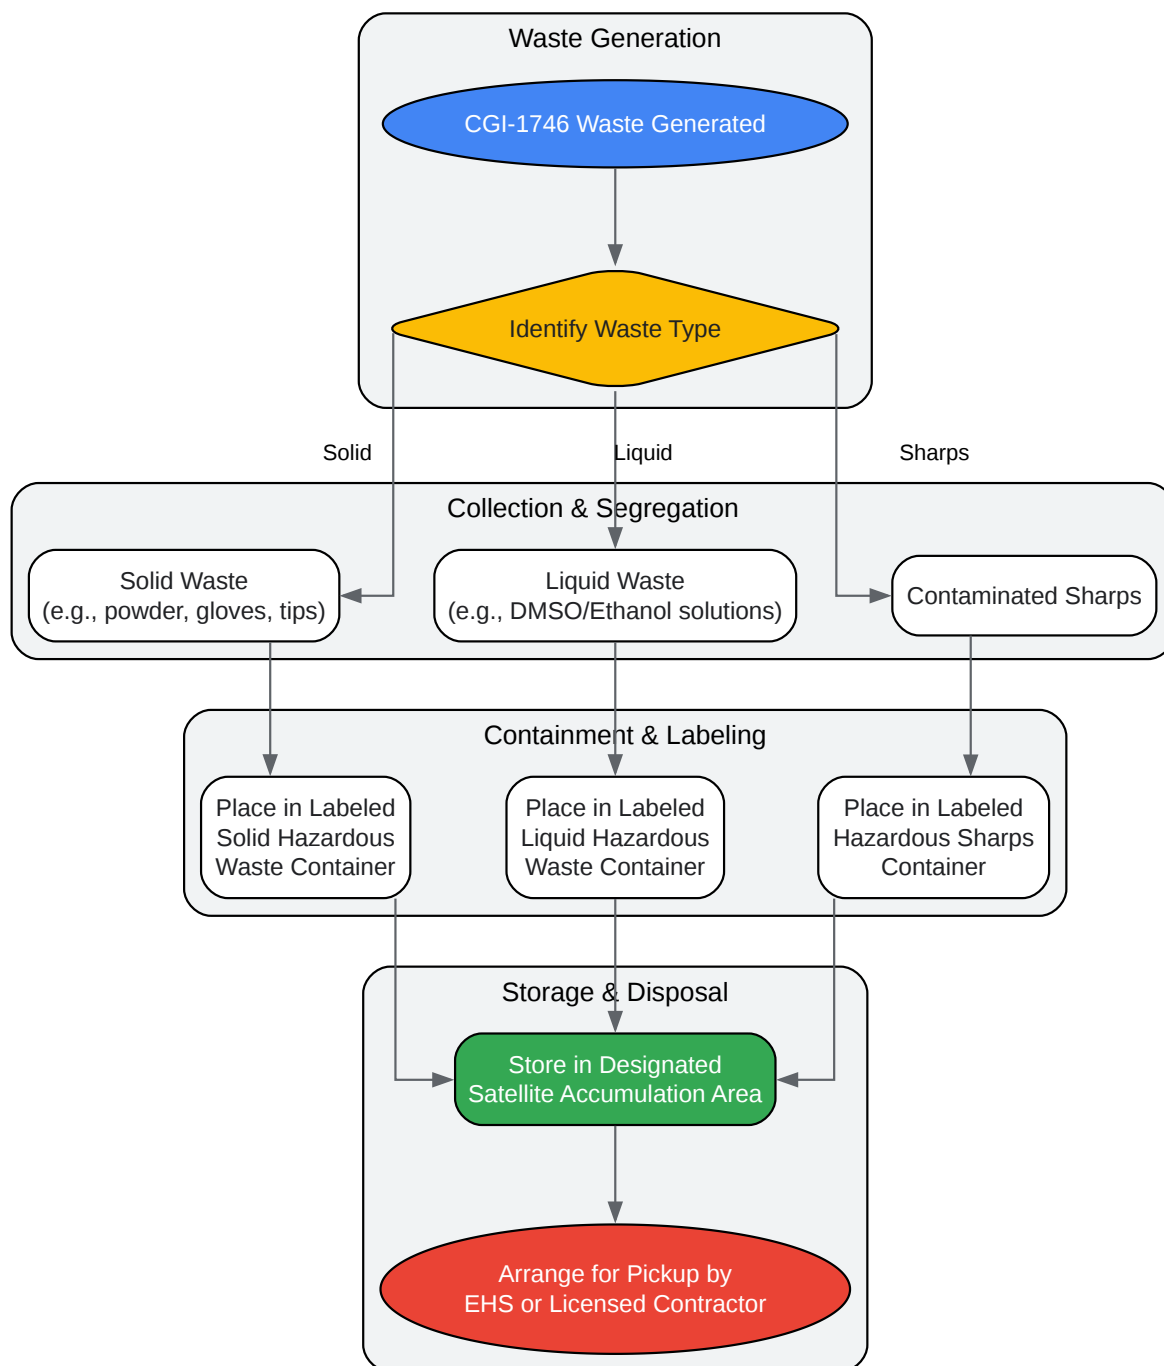 Waste Generation
CGI-1746 Waste Generated
Identify Waste Type
Solid
Liquid
Sharps
Collection & Segregation
Solid Waste
(e.g., powder, gloves, tips)
Liquid Waste
(e.g., DMSO/Ethanol solutions)
Contaminated Sharps
Containment & Labeling
Place in Labeled
Solid Hazardous
Waste Container
Place in Labeled
Liquid Hazardous
Waste Container
Place in Labeled
Hazardous Sharps
Container
Storage & Disposal
Store in Designated
Satellite Accumulation Area
Arrange for Pickup by
EHS or Licensed Contractor